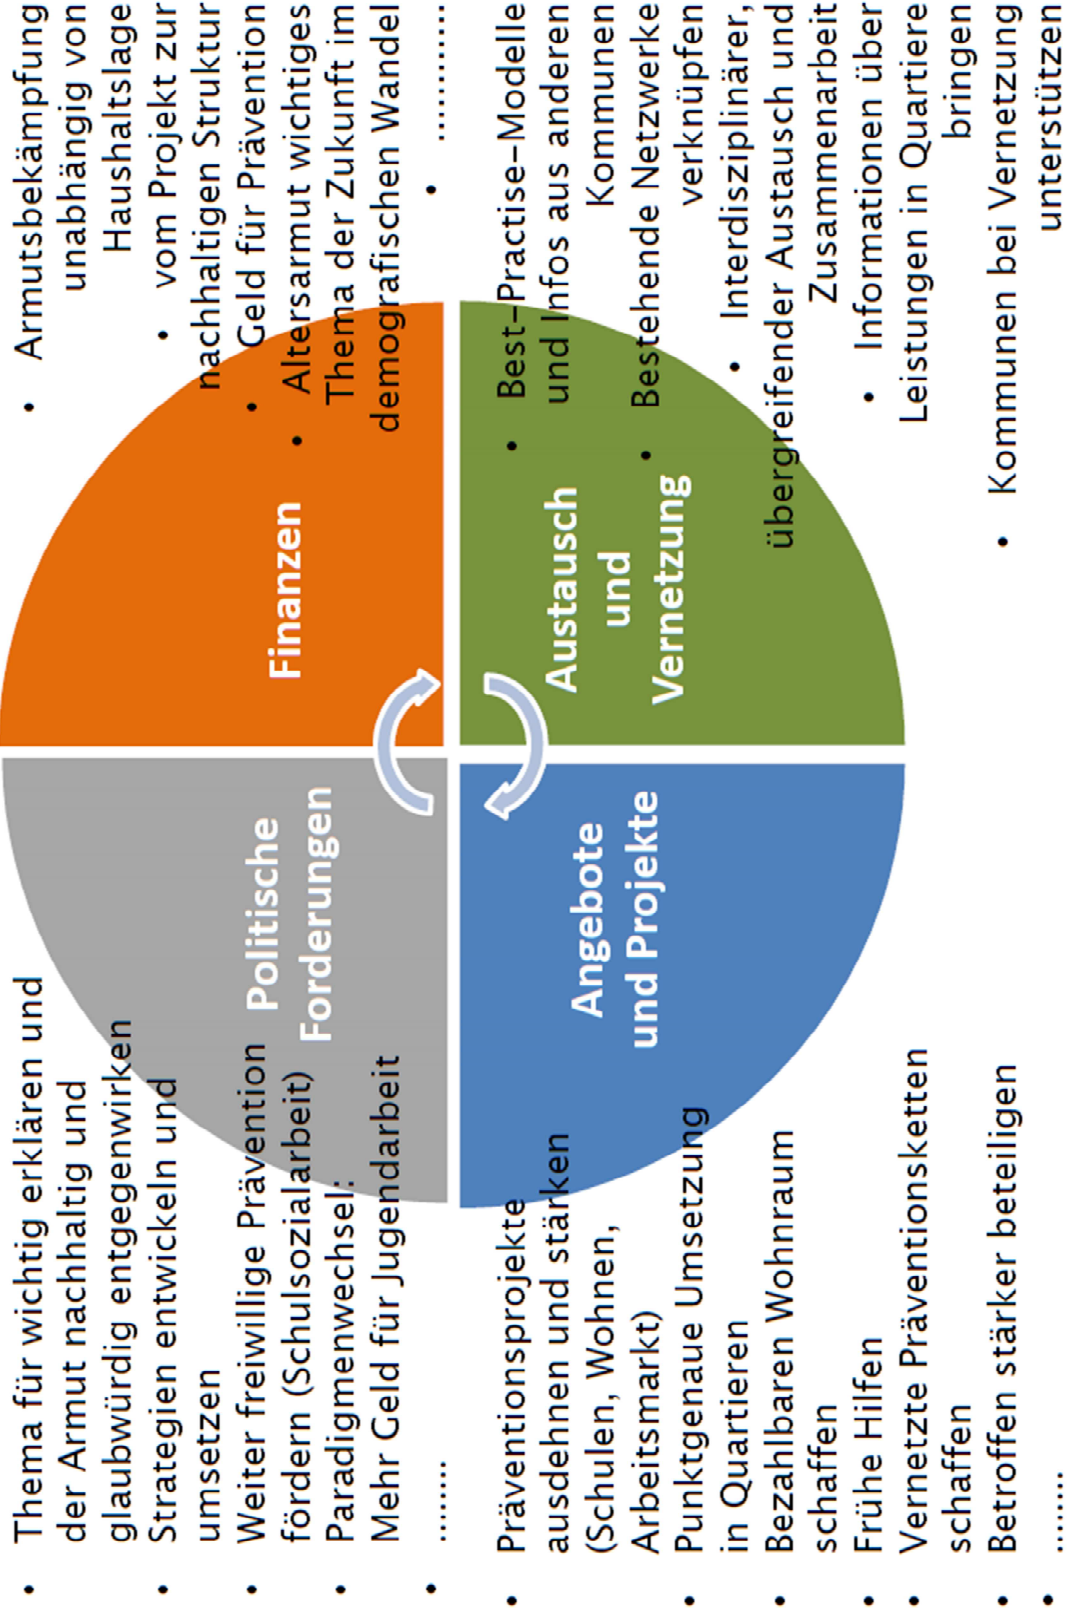 • Thema für wichtig erklären und
der Armut nachhaltig und
glaubwürdig entgegenwirken
• Strategien entwickeln und
umsetzen
• Weiter freiwillige Prävention
fördern (Schulsozialarbeit)
• Paradigmenwechsel:
Mehr Geld für Jugendarbeit
• ........
Politische
Forderungen
Finanzen
• Armutsbekämpfung
unabhängig von
Haushaltslage
• vom Projekt zur
nachhaltigen Struktur
• Geld für Prävention
• Altersarmut wichtiges
Thema der Zukunft im
demografischen Wandel
• .............
• Präventionsprojekte
ausdehnen und stärken
(Schulen, Wohnen,
Arbeitsmarkt)
• Punktgenaue Umsetzung
in Quartieren
• Bezahlbaren Wohnraum
schaffen
• Frühe Hilfen
• Vernetzte Präventionsketten
schaffen
• Betroffen stärker beteiligen
• ........
Angebote
und Projekte
Austausch
und
Vernetzung
• Best-Practise-Modelle
und Infos aus anderen
Kommunen
• Bestehende Netzwerke
verknüpfen
• Interdisziplinärer,
übergreifender Austausch und
Zusammenarbeit
• Informationen über
Leistungen in Quartiere
bringen
• Kommunen bei Vernetzung
unterstützen